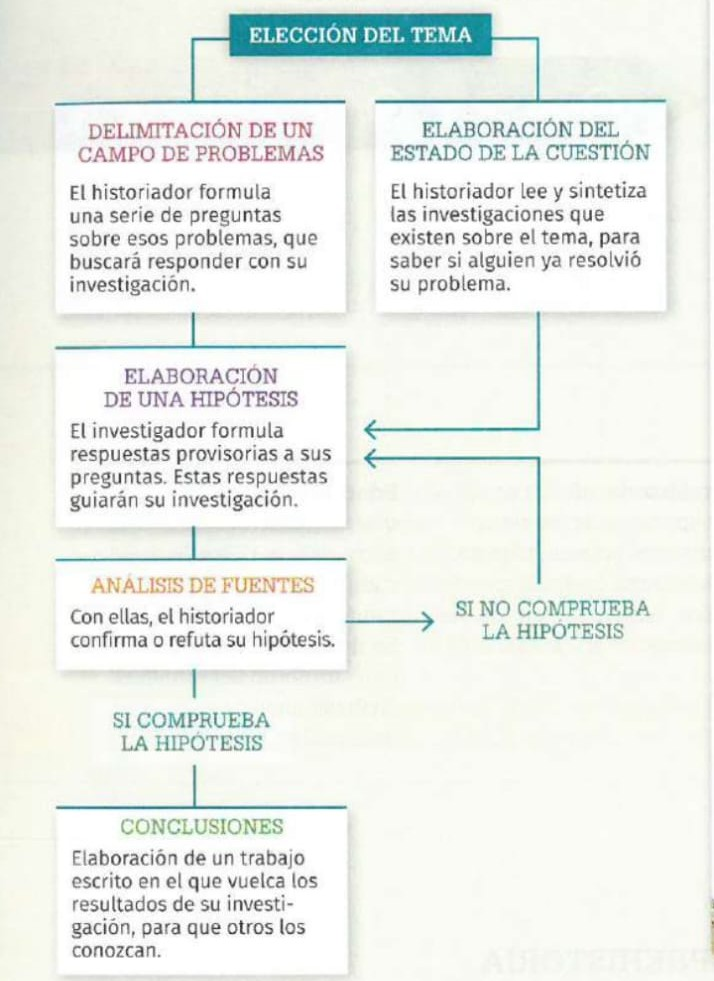 ELECCIÓN DEL TEMA
DELIMITACIÓN DE UN
CAMPO DE PROBLEMAS
El historiador formula
una serie de preguntas
sobre esos problemas, que
buscará responder con su
investigación.
ELABORACIÓN DEL
ESTADO DE LA CUESTIÓN
El historiador lee y sintetiza
las investigaciones que
existen sobre el tema, para
saber si alguien ya resolvió
su problema.
ELABORACIÓN
DE UNA HIPÓTESIS
El investigador formula
respuestas provisorias a sus
preguntas. Estas respuestas
guiarán su investigación.
ANÁLISIS DE FUENTES
Con ellas, el historiador
confirma o refuta su hipótesis.
SI NO COMPRUEBA
LA HIPÓTESIS
SI COMPRUEBA
LA HIPÓTESIS
CONCLUSIONES
Elaboración de un trabajo
escrito en el que vuelca los
resultados de su investi-
gación, para que otros los
conozcan.